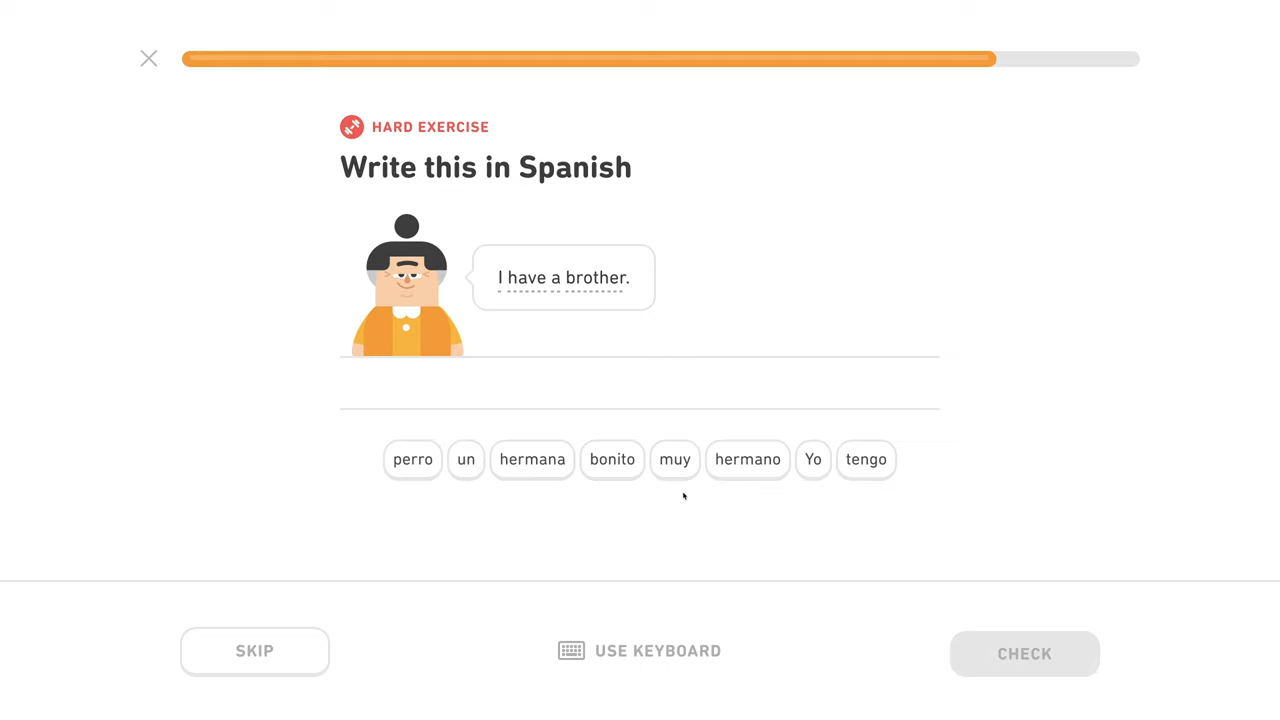 HARD EXERCISE
Write this in Spanish
I have a brother.
perro un hermana bonito muy hermano Yo tengo
SKIP USE KEYBOARD CHECK